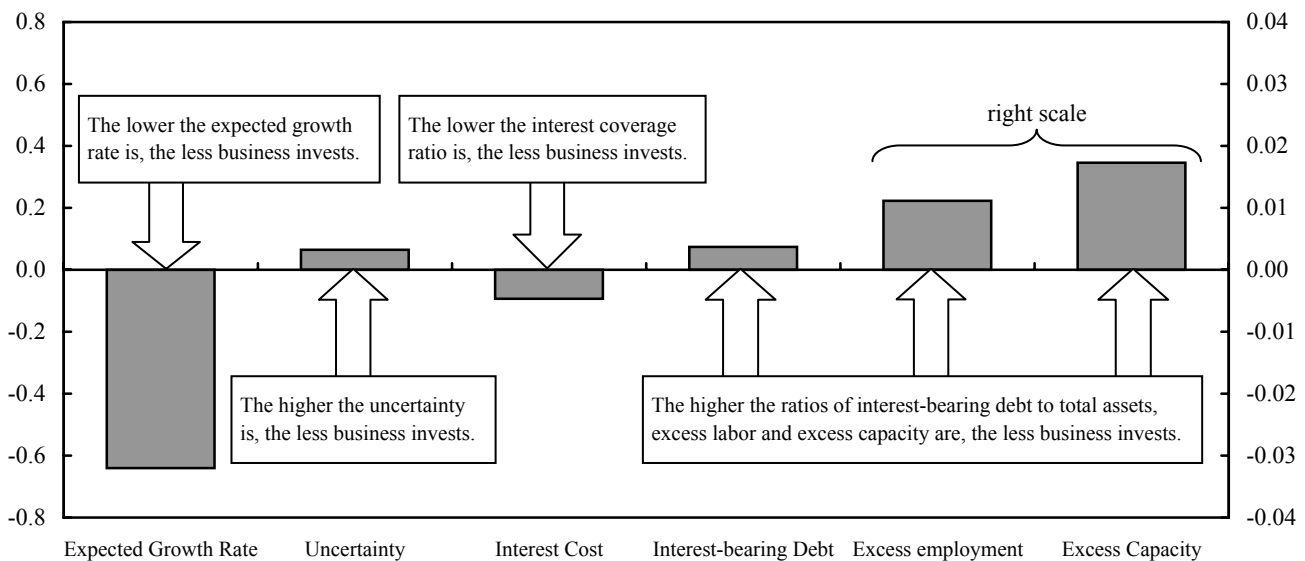 0.8
0.6
0.4
0.2
0.0
-0.2
-0.4
-0.6
-0.8
0.04
0.03
0.02
0.01
0.00
-0.01
-0.02
-0.03
-0.04
The lower the expected growth
rate is, the less business invests.
The lower the interest coverage
ratio is, the less business invests.
right scale
The higher the uncertainty
is, the less business invests.
The higher the ratios of interest-bearing debt to total assets,
excess labor and excess capacity are, the less business invests.
Expected Growth Rate
Uncertainty
Interest Cost
Interest-bearing Debt
Excess employment
Excess Capacity